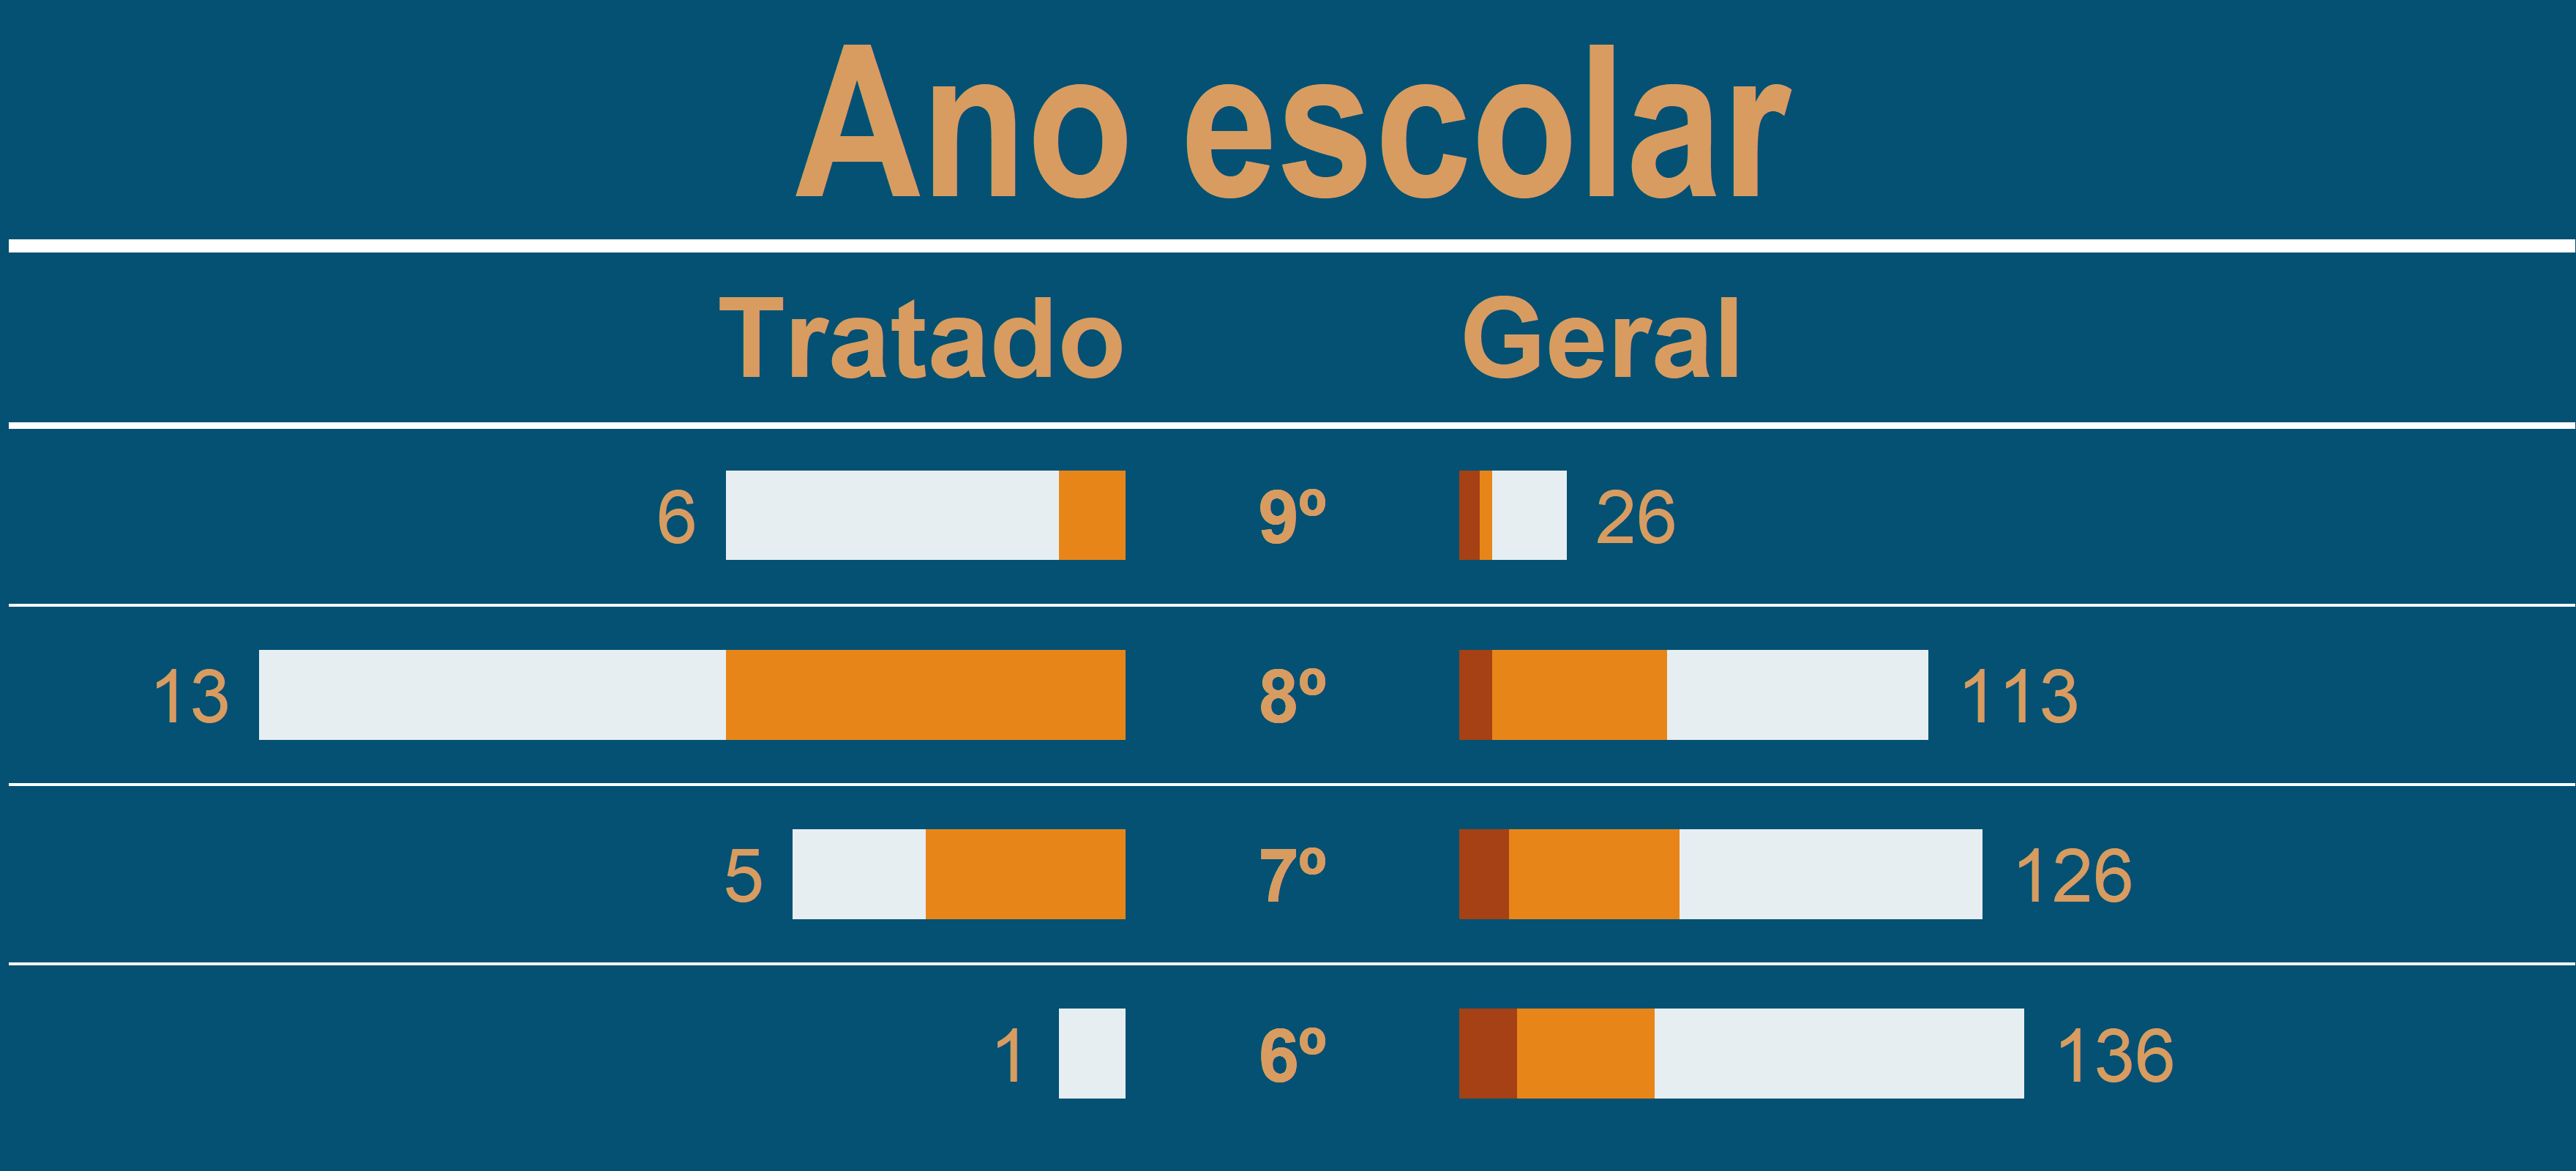 Ano escolar
Tratado Geral
6 9º 26
13 8º 113
5 7º 126
1 6º 136